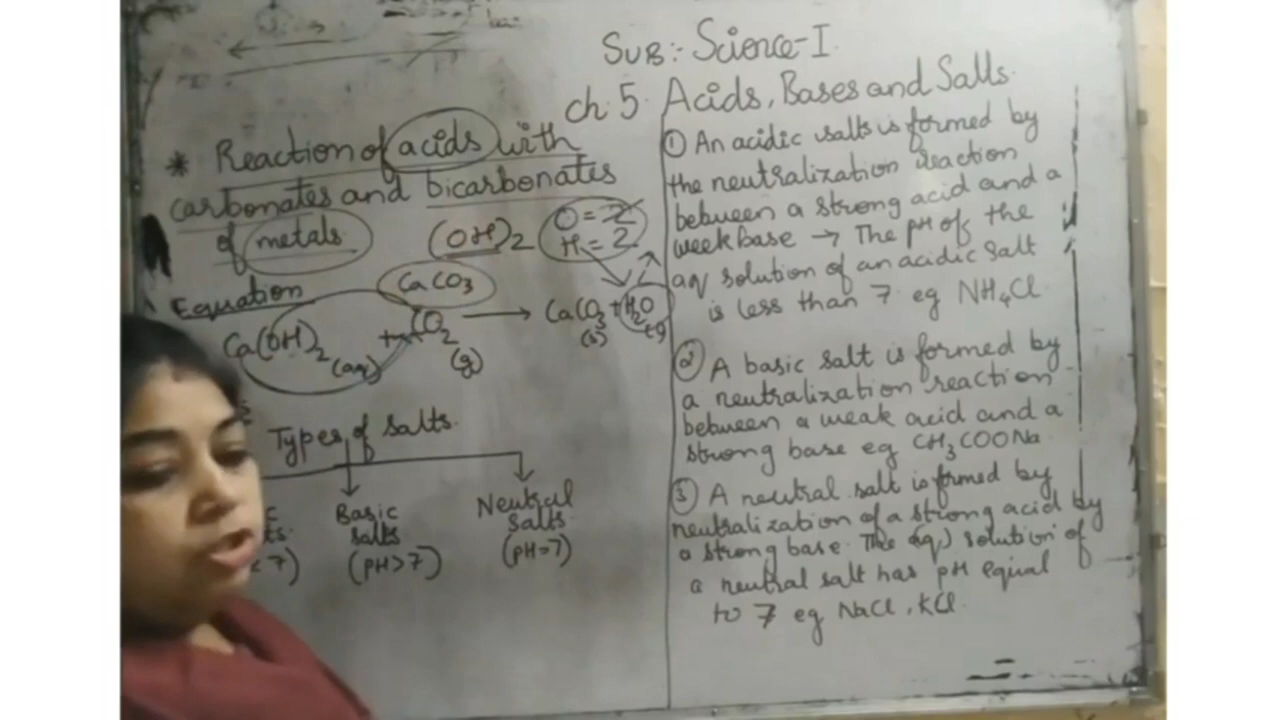 Sub:- Science-I
ch. 5. Acids, Bases and Salls.
* Reaction of acids with
carbonates and bicarbonates
of metals
(OH)2
O = 2
H = 2
Equation
CaCO3
Ca(OH)2 (aq) + CO2 (g) → CaCO3 (s) + H2O
Types of salts.
Basic
salts
(pH>7)
Neutral
salts
(pH=7)
< 7)
① An acidic salts is formed by
the neutralization reaction
between a strong acid and a
weekbase → The pH of the
aq solution of an acidic salt
is less than 7 eg NH4Cl
② A basic salt is formed by
a neutralization reaction
between a weak acid and a
strong base eg CH3COONa
③ A neutral salt is formed by
neutralization of a strong acid by
a strong base. The aq) solution of
a neutral salt has pH equal
to 7 eg NaCl, KCl.